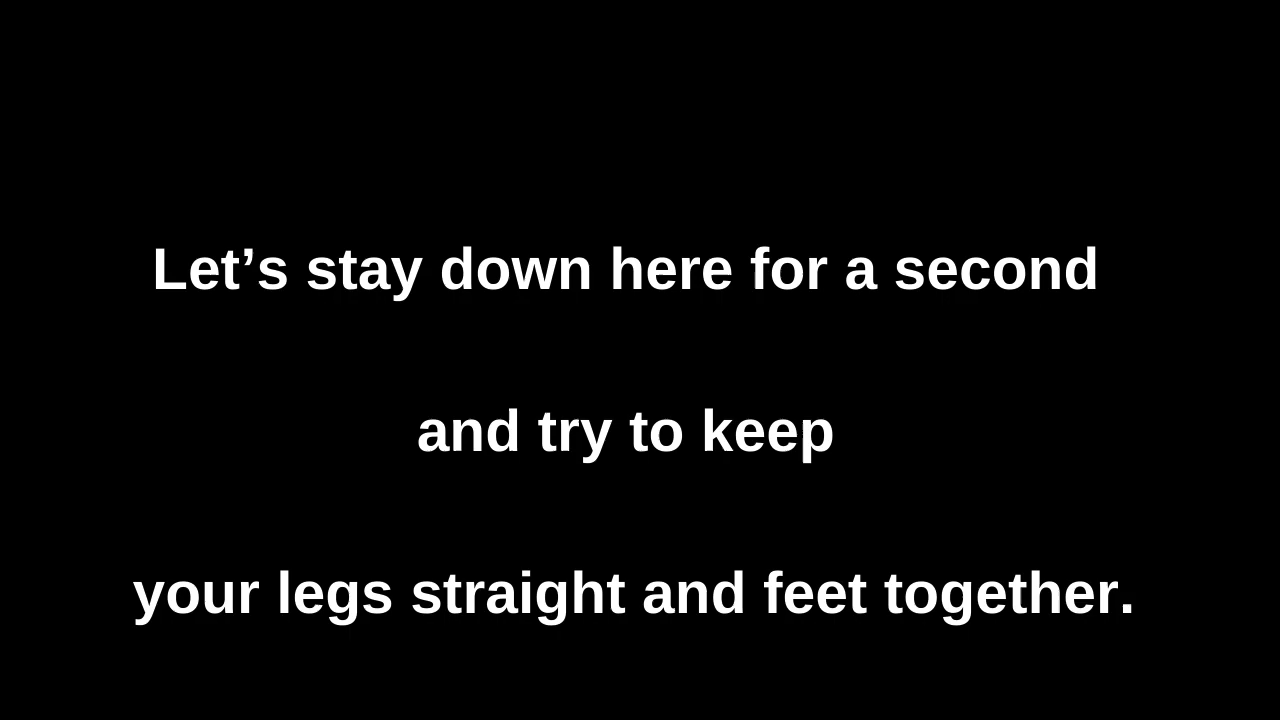 Let’s stay down here for a second
and try to keep
your legs straight and feet together.